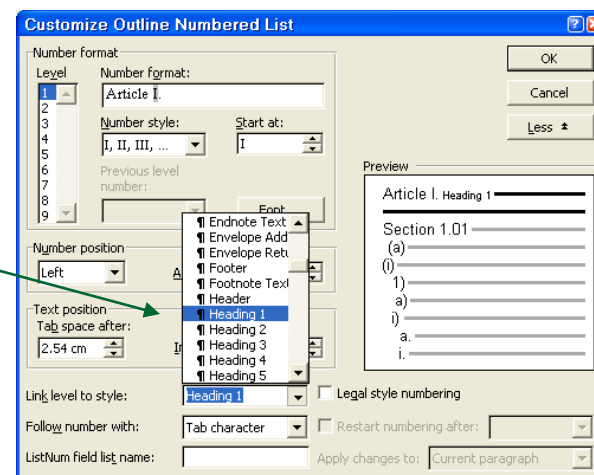 Customize Outline Numbered List
Number format
Level
Number format:
1
2
3
4
5
6
7
8
9
Article I.
Number style:
Start at:
I, II, III, ...
I
Previous level
number:
OK
Cancel
Less
Preview
Article I. Heading 1
Section 1.01
(a)
(i)
1)
a)
i)
a.
i.
Number position
Left
Text position
Tab space after:
2.54 cm
¶ Endnote Text
¶ Envelope Add
¶ Envelope Retu
¶ Footer
¶ Footnote Text
¶ Header
¶ Heading 1
¶ Heading 2
¶ Heading 3
¶ Heading 4
¶ Heading 5
Link level to style:
Heading 1
Legal style numbering
Follow number with:
Tab character
Restart numbering after:
ListNum field list name:
Apply changes to:
Current paragraph